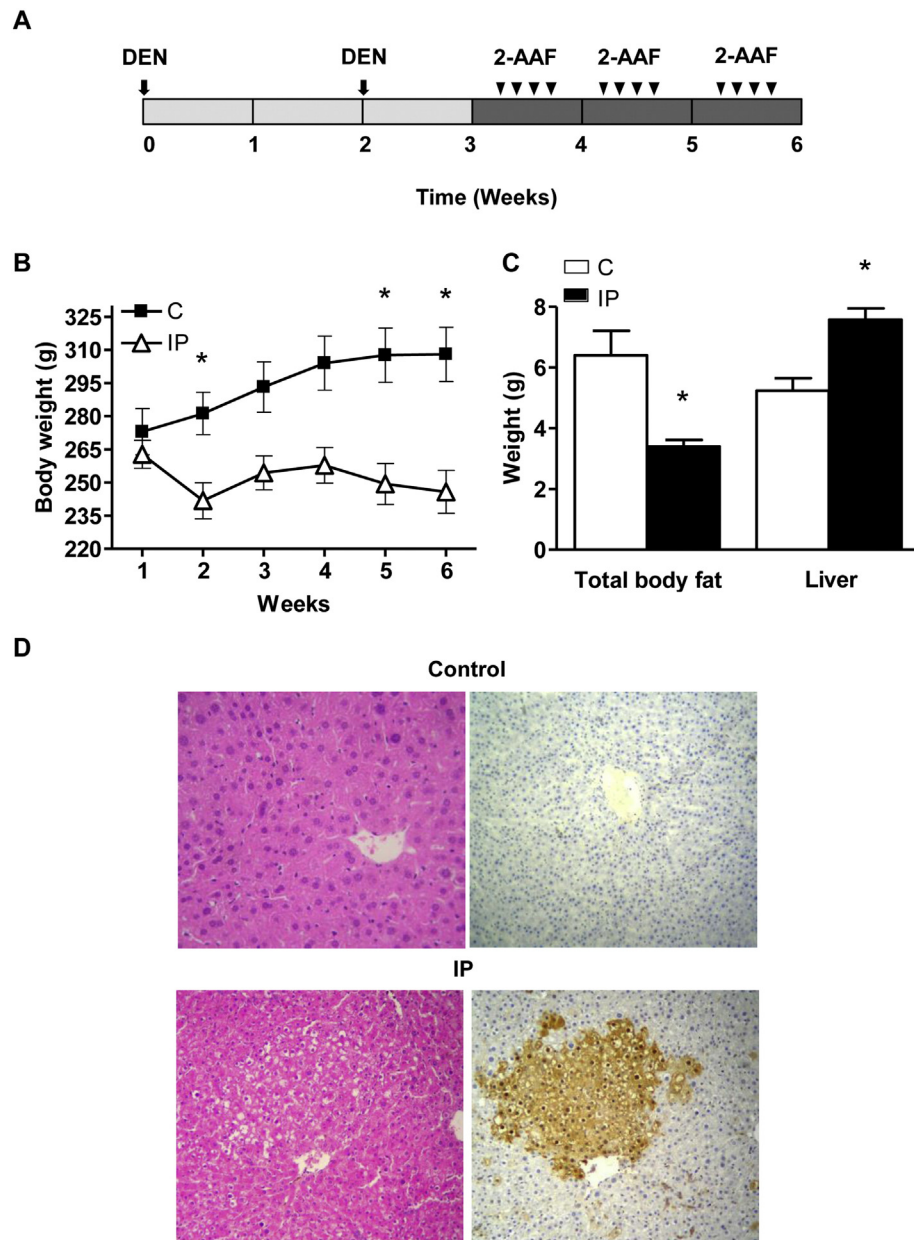 A
DEN DEN 2-AAF 2-AAF 2-AAF
0 1 2 3 4 5 6
Time (Weeks)
B
C
IP
*
*
*
Body weight (g)
325
310
295
280
265
250
235
220
1 2 3 4 5 6
Weeks
C
C
IP
*
*
Weight (g)
8
6
4
2
0
Total body fat Liver
D
Control
IP